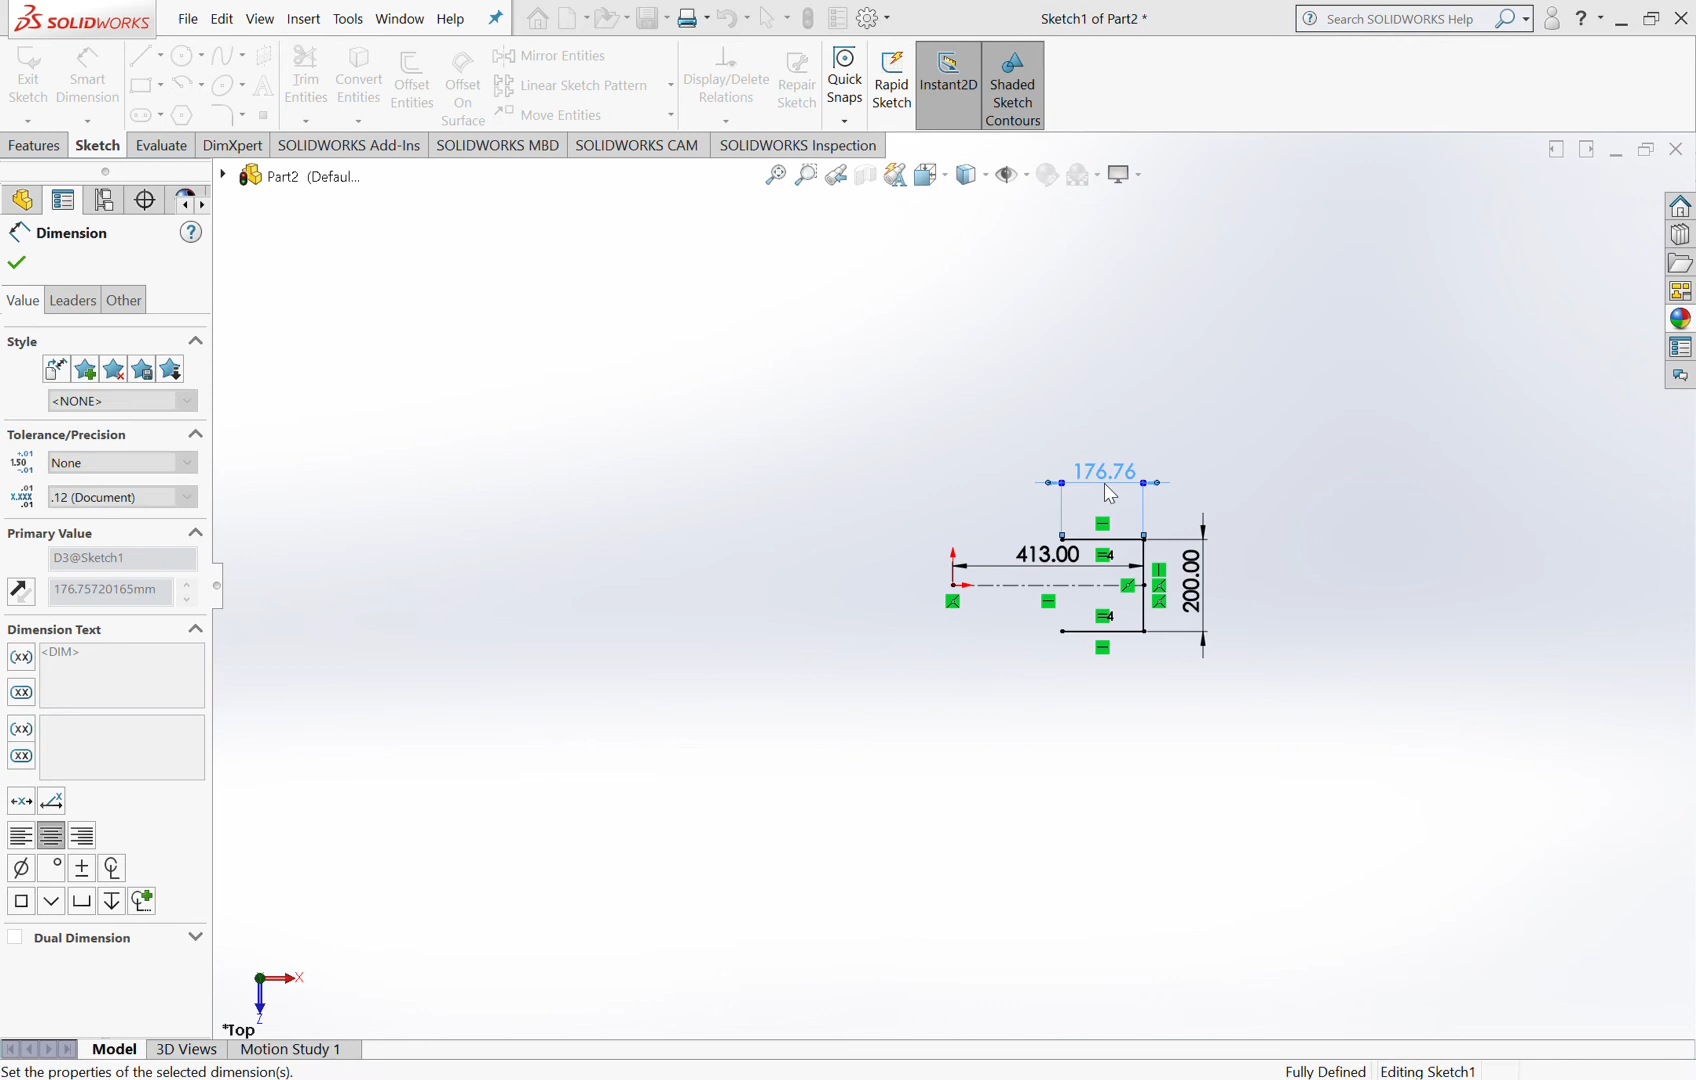 SOLIDWORKS File Edit View Insert Tools Window Help Sketch1 of Part2 * Search SOLIDWORKS Help ?
Exit Sketch
Smart Dimension
Trim Entities
Convert Entities
Offset Entities
Offset On Surface
Mirror Entities
Linear Sketch Pattern
Move Entities
Display/Delete Relations
Repair Sketch
Quick Snaps
Rapid Sketch
Instant2D
Shaded Sketch Contours
Features Sketch Evaluate DimXpert SOLIDWORKS Add-Ins SOLIDWORKS MBD SOLIDWORKS CAM SOLIDWORKS Inspection
Part2 (Defaul...
Dimension ?
Value Leaders Other
Style
<NONE>
Tolerance/Precision
None
.12 (Document)
Primary Value
D3@Sketch1
176.75720165mm
Dimension Text
<DIM>
Dual Dimension
176.76
413.00
200.00
4
4
X
Z
*Top
Model 3D Views Motion Study 1
Set the properties of the selected dimension(s). Fully Defined Editing Sketch1